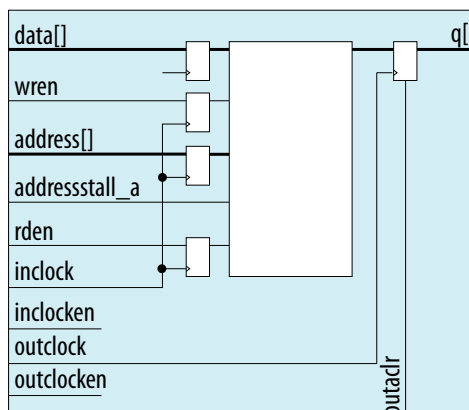 data[]
q[
wren
address[]
addressstall_a
rden
inclock
inclocken
outclock
outclocken
outaclr